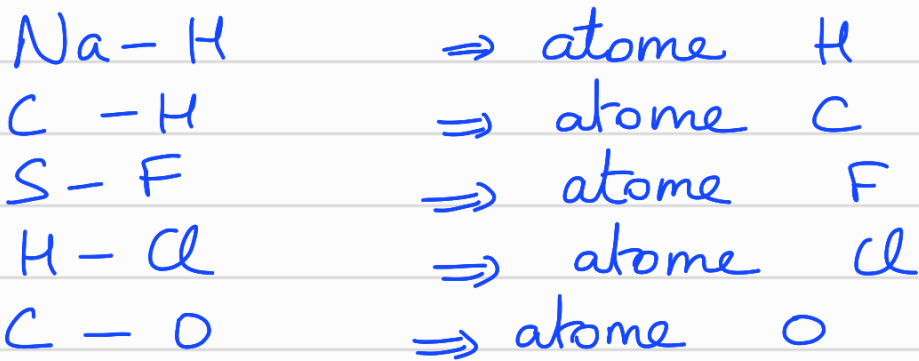 Na – H ⇒ atome H
C – H ⇒ atome C
S – F ⇒ atome F
H – Cl ⇒ atome Cl
C – O ⇒ atome O